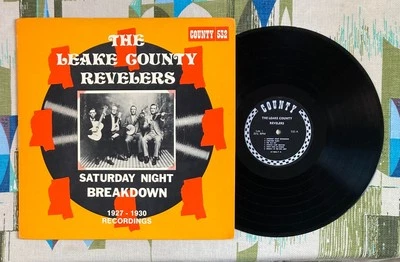 THE
LEAKE COUNTY
REVELERS
COUNTY 532
SATURDAY NIGHT
BREAKDOWN
1927 - 1930
RECORDINGS
COUNTY
THE LEAKE COUNTY
REVELERS